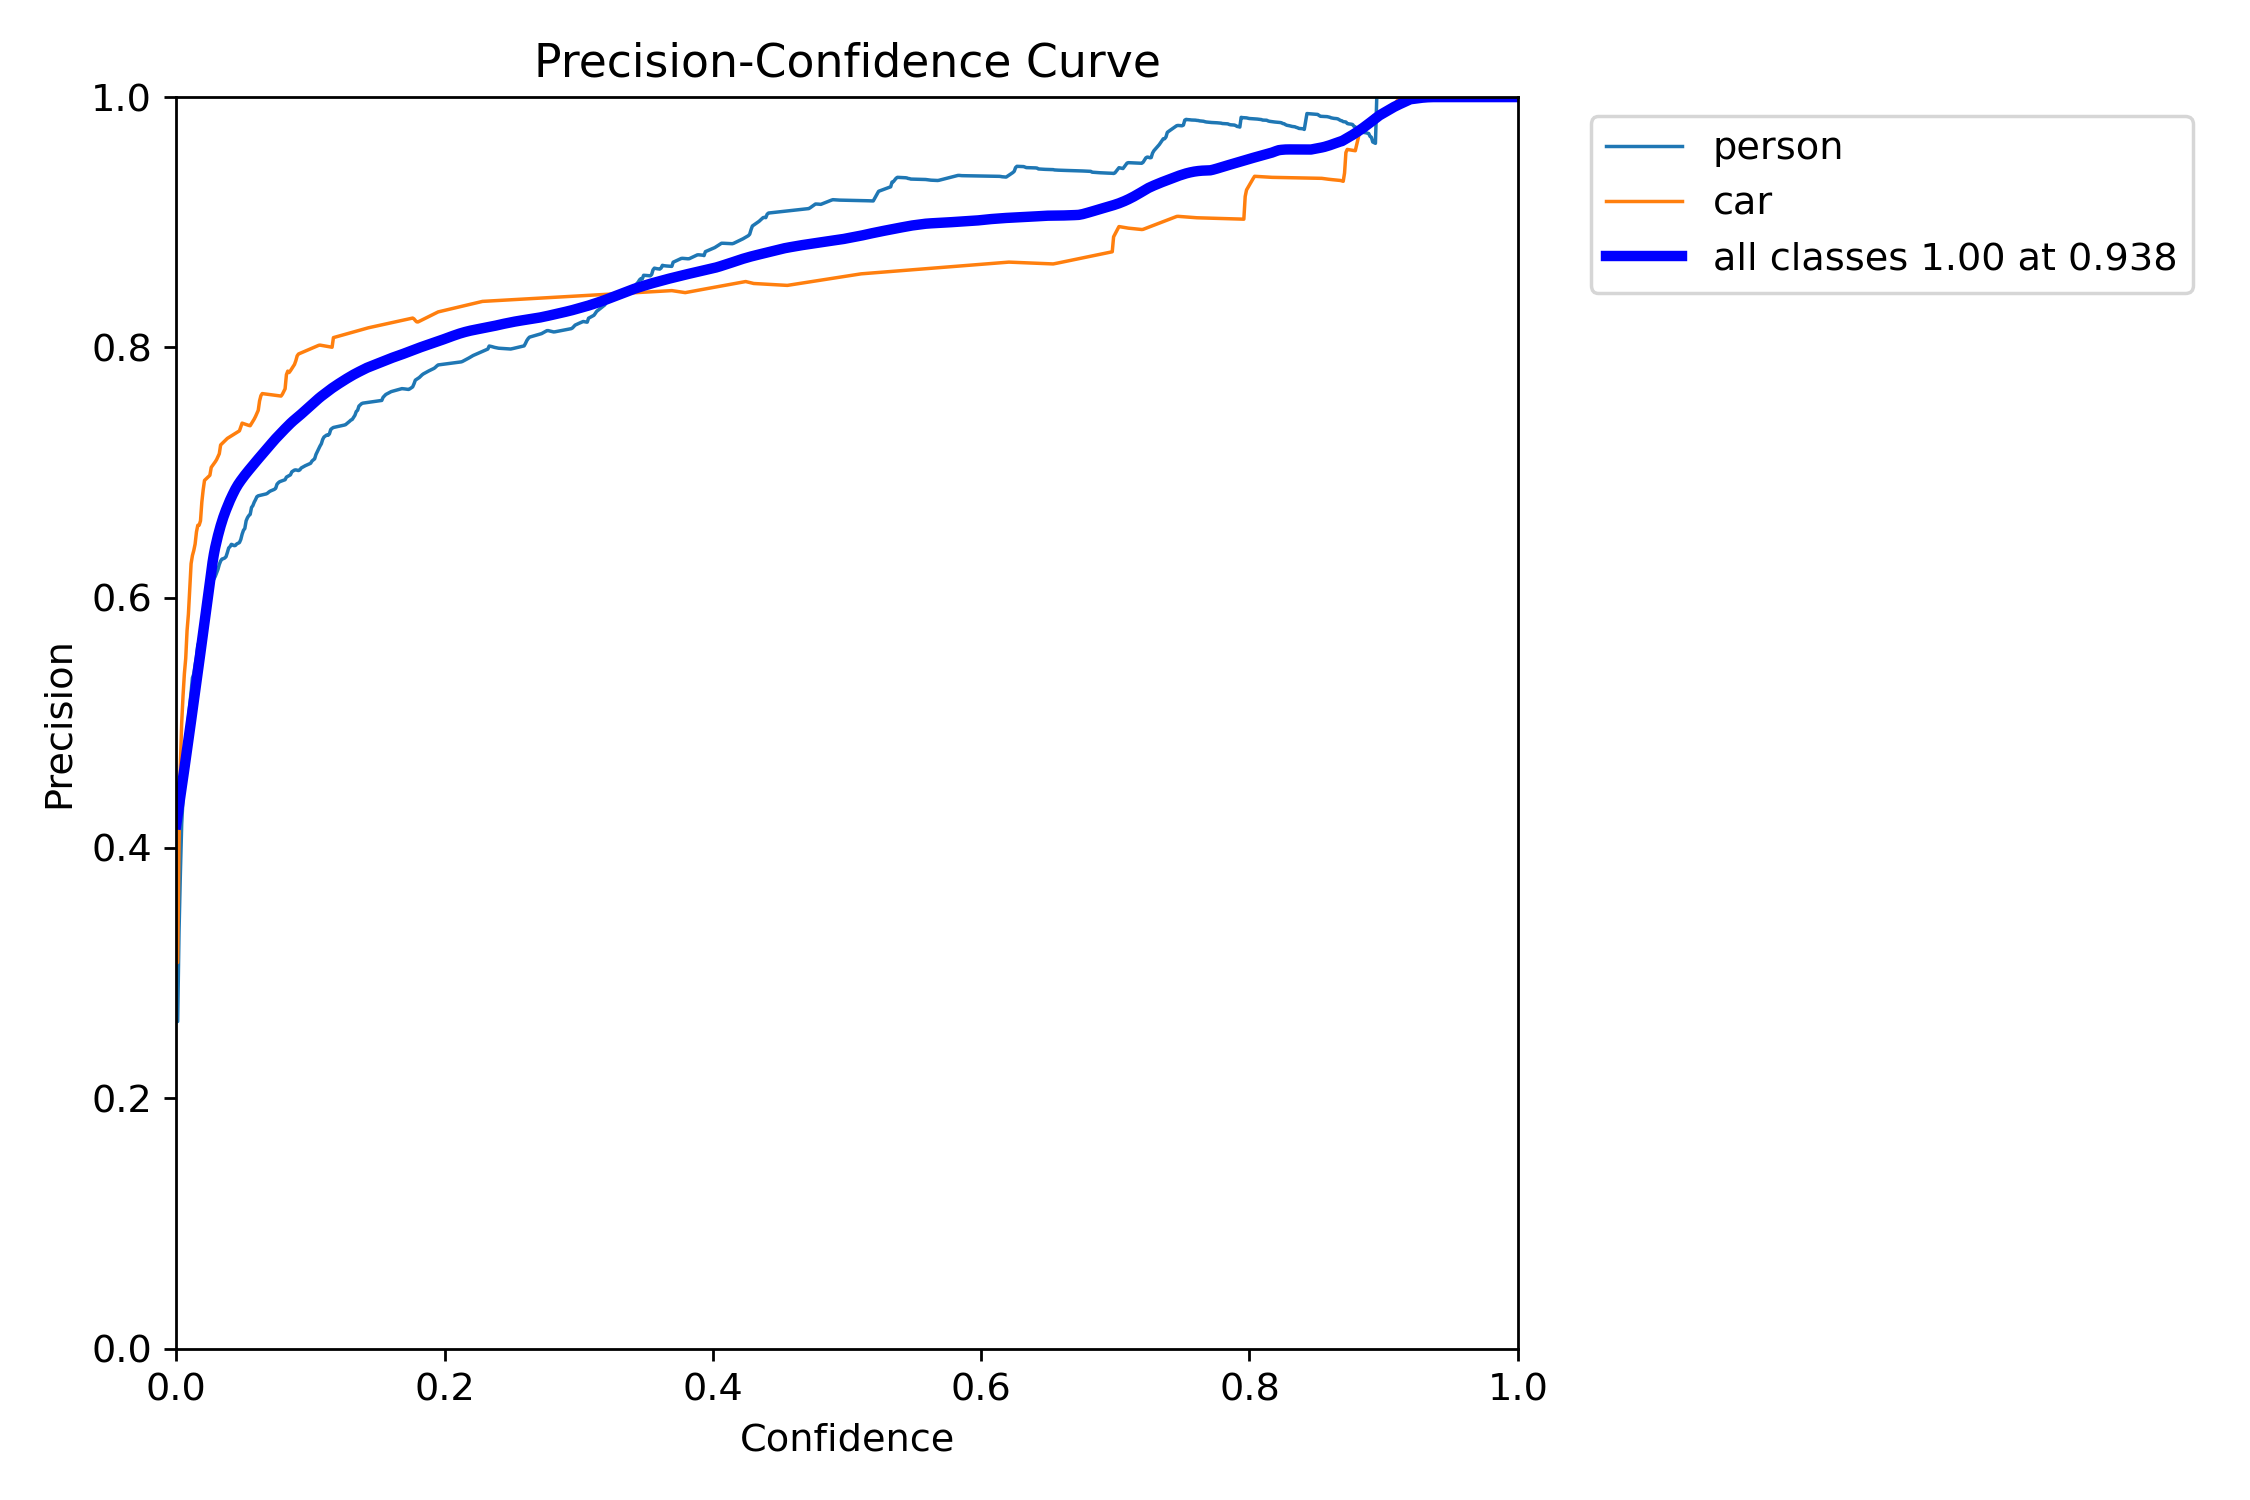 Precision-Confidence Curve
1.0
0.8
0.6
0.4
0.2
0.0
Precision
0.0 0.2 0.4 0.6 0.8 1.0
Confidence
person
car
all classes 1.00 at 0.938